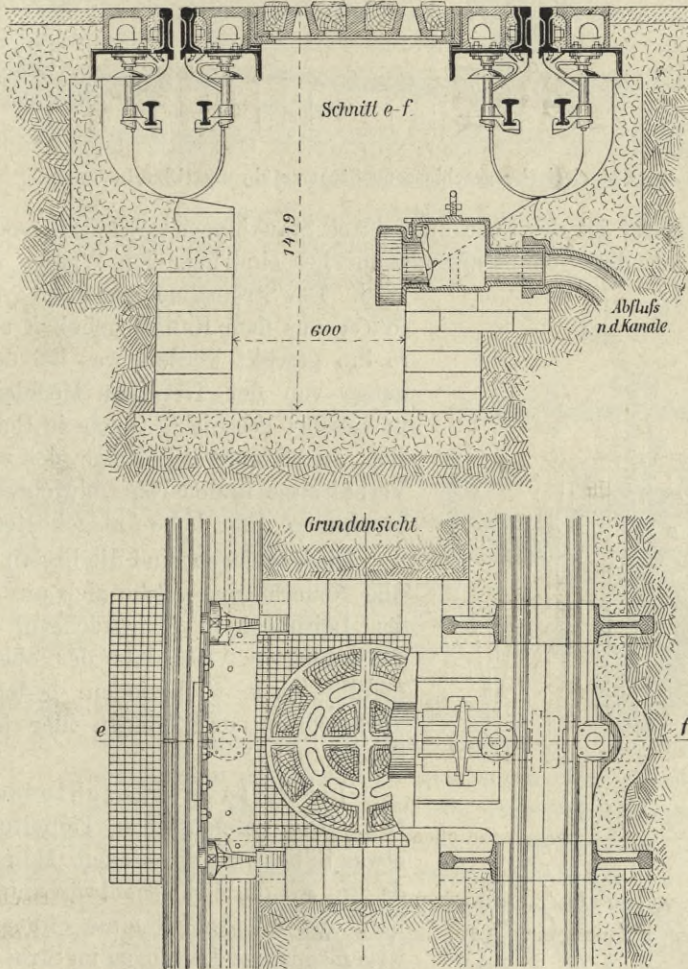 Schnitt e-f.
1419
600
Abfluſs
n.d.Kanale.
Grundansicht.
e
f